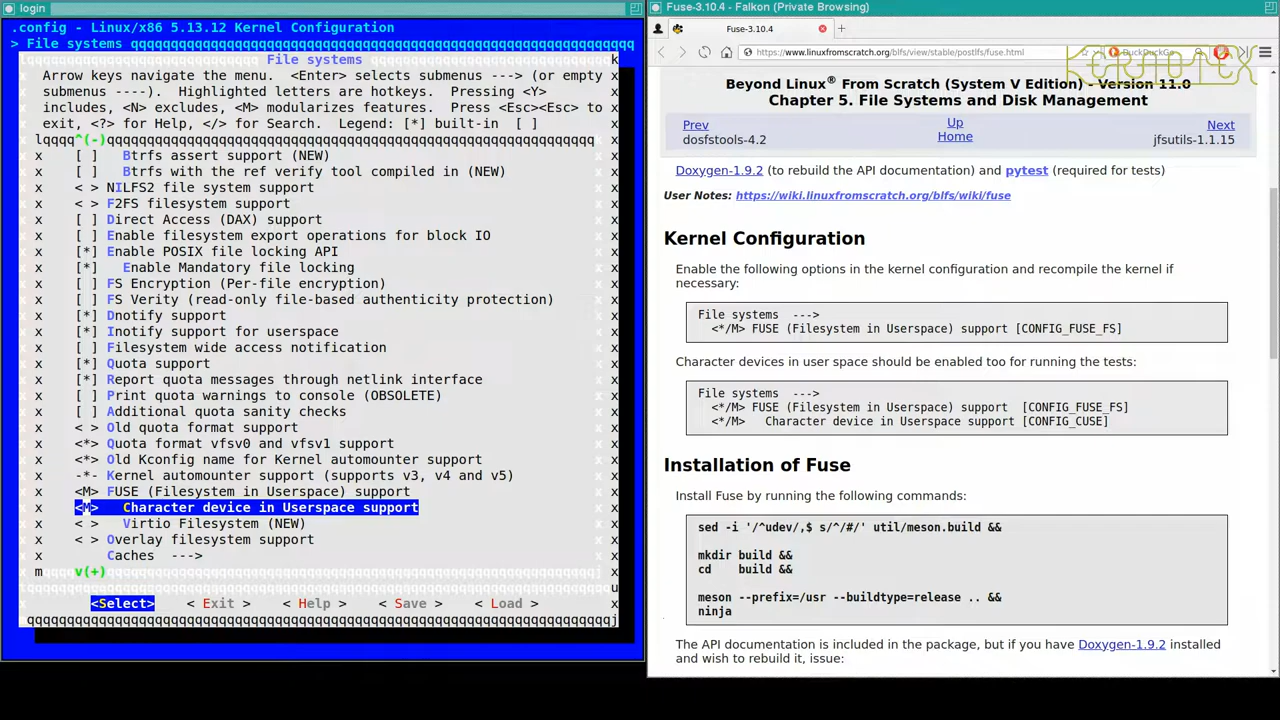 login
.config - Linux/x86 5.13.12 Kernel Configuration
> File systems qqqqqqqqqqqqqqqqqqqqqqqqqqqqqqqqqqqqqqqqqqqqqqqqqqqqqqqqqqqqqqqq
File systems
Arrow keys navigate the menu. <Enter> selects submenus ---> (or empty
submenus ----). Highlighted letters are hotkeys. Pressing <Y>
includes, <N> excludes, <M> modularizes features. Press <Esc><Esc> to
exit, <?> for Help, </> for Search. Legend: [*] built-in [ ]
^(-)
[ ] Btrfs assert support (NEW)
[ ] Btrfs with the ref verify tool compiled in (NEW)
< > NILFS2 file system support
< > F2FS filesystem support
[ ] Direct Access (DAX) support
[ ] Enable filesystem export operations for block IO
[*] Enable POSIX file locking API
[*] Enable Mandatory file locking
[ ] FS Encryption (Per-file encryption)
[ ] FS Verity (read-only file-based authenticity protection)
[*] Dnotify support
[*] Inotify support for userspace
[ ] Filesystem wide access notification
[*] Quota support
[*] Report quota messages through netlink interface
[ ] Print quota warnings to console (OBSOLETE)
[ ] Additional quota sanity checks
< > Old quota format support
<*> Quota format vfsv0 and vfsv1 support
<*> Old Kconfig name for Kernel automounter support
-*- Kernel automounter support (supports v3, v4 and v5)
<M> FUSE (Filesystem in Userspace) support
<M> Character device in Userspace support
< > Virtio Filesystem (NEW)
< > Overlay filesystem support
Caches --->
v(+)
<Select> < Exit > < Help > < Save > < Load >
Fuse-3.10.4 - Falkon (Private Browsing)
Fuse-3.10.4
https://www.linuxfromscratch.org/blfs/view/stable/postlfs/fuse.html
DuckDuckGo
KERNOTEX
Beyond Linux® From Scratch (System V Edition) - Version 11.0
Chapter 5. File Systems and Disk Management
Prev Up Next
dosfstools-4.2 Home jfsutils-1.1.15
Doxygen-1.9.2 (to rebuild the API documentation) and pytest (required for tests)
User Notes: https://wiki.linuxfromscratch.org/blfs/wiki/fuse
Kernel Configuration
Enable the following options in the kernel configuration and recompile the kernel if
necessary:
File systems --->
<*/M> FUSE (Filesystem in Userspace) support [CONFIG_FUSE_FS]
Character devices in user space should be enabled too for running the tests:
File systems --->
<*/M> FUSE (Filesystem in Userspace) support [CONFIG_FUSE_FS]
<*/M> Character device in Userspace support [CONFIG_CUSE]
Installation of Fuse
Install Fuse by running the following commands:
sed -i '/^udev/,$ s/^/#/' util/meson.build &&
mkdir build &&
cd build &&
meson --prefix=/usr --buildtype=release .. &&
ninja
The API documentation is included in the package, but if you have Doxygen-1.9.2 installed
and wish to rebuild it, issue: